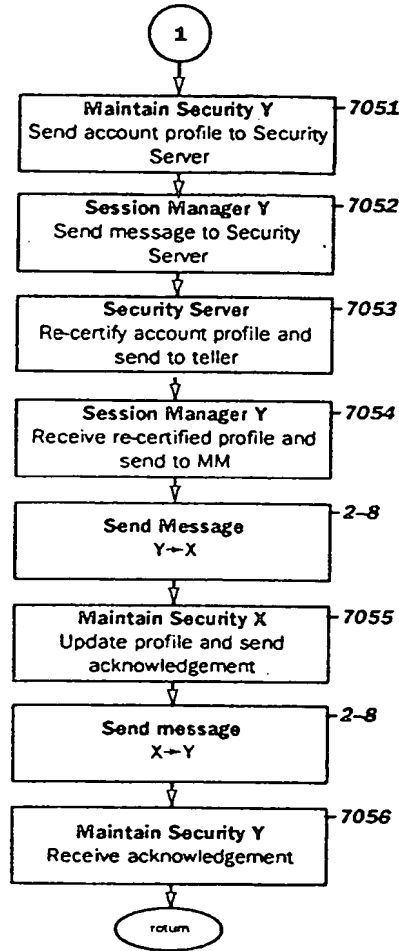 1
Maintain Security Y
7051
Send account profile to Security
Server
Session Manager Y
7052
Send message to Security
Server
Security Server
7053
Re-certify account profile and
send to teller
Session Manager Y
7054
Receive re-certified profile and
send to MM
2-8
Send Message
Y→X
Maintain Security X
7055
Update profile and send
acknowledgement
2-8
Send message
X→Y
Maintain Security Y
7056
Receive acknowledgement
return